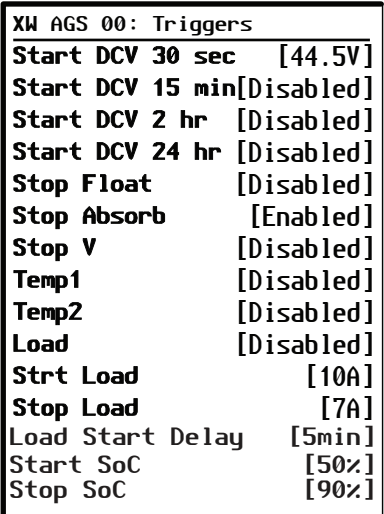 XW AGS 00: Triggers
Start DCV 30 sec [44.5V]
Start DCV 15 min[Disabled]
Start DCV 2 hr [Disabled]
Start DCV 24 hr [Disabled]
Stop Float [Disabled]
Stop Absorb [Enabled]
Stop V [Disabled]
Temp1 [Disabled]
Temp2 [Disabled]
Load [Disabled]
Strt Load [10A]
Stop Load [7A]
Load Start Delay [5min]
Start SoC [50%]
Stop SoC [90%]